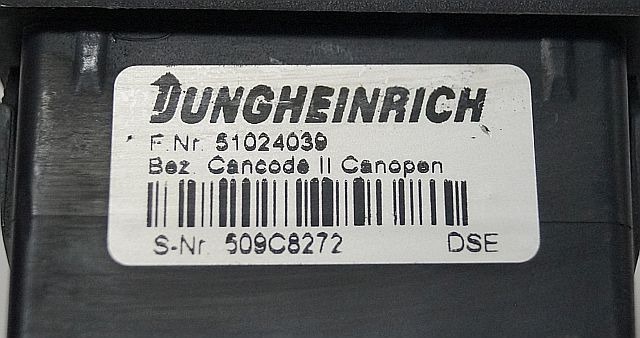 JUNGHEINRICH
F.Nr. 51024039
Bez. Cancode II Canopen
S-Nr. 509C8272 DSE